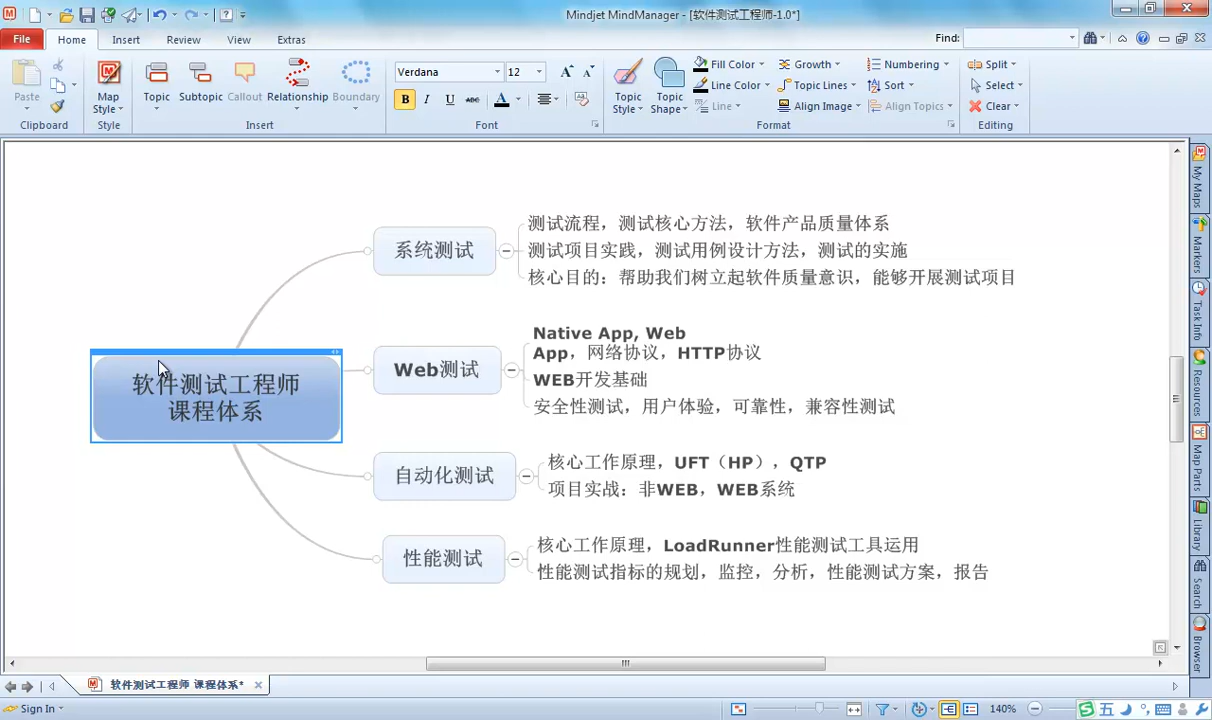 Mindjet MindManager - [软件测试工程师-1.0*]
File Home Insert Review View Extras Find:
Paste Map Style Topic Subtopic Callout Relationship Boundary
Verdana 12
B I U abc A
Topic Style Topic Shape
Fill Color Growth Numbering Split
Line Color Topic Lines Sort Select
Line Align Image Align Topics Clear
Clipboard Style Insert Font Format Editing
软件测试工程师
课程体系
系统测试
测试流程，测试核心方法，软件产品质量体系
测试项目实践，测试用例设计方法，测试的实施
核心目的：帮助我们树立起软件质量意识，能够开展测试项目
Web测试
Native App, Web
App，网络协议，HTTP协议
WEB开发基础
安全性测试，用户体验，可靠性，兼容性测试
自动化测试
核心工作原理，UFT（HP），QTP
项目实战：非WEB，WEB系统
性能测试
核心工作原理，LoadRunner性能测试工具运用
性能测试指标的规划，监控，分析，性能测试方案，报告
My Maps
Markers
Task Info
Resources
Map Parts
Library
Search
Browser
软件测试工程师 课程体系*
Sign In 140% 五